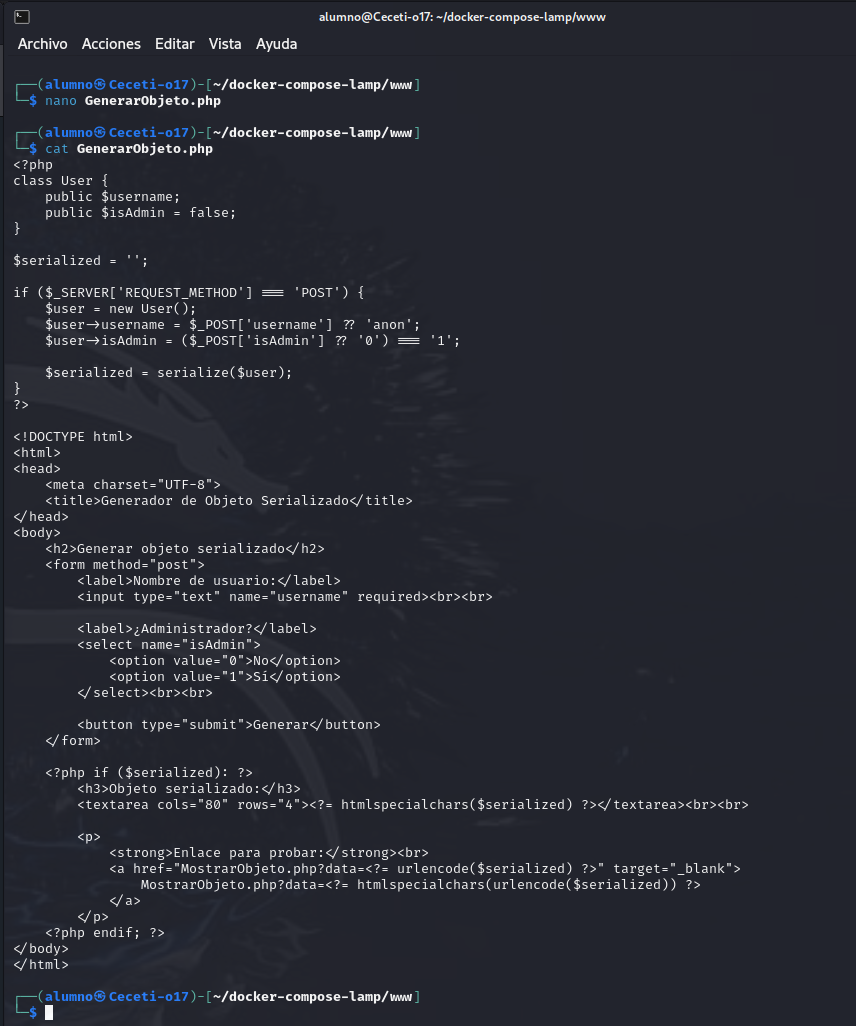 alumno@Ceceti-o17: ~/docker-compose-lamp/www
Archivo Acciones Editar Vista Ayuda
┌──(alumno㉿Ceceti-o17)-[~/docker-compose-lamp/www]
└─$ nano GenerarObjeto.php
┌──(alumno㉿Ceceti-o17)-[~/docker-compose-lamp/www]
└─$ cat GenerarObjeto.php
<?php
class User {
    public $username;
    public $isAdmin = false;
}

$serialized = '';

if ($_SERVER['REQUEST_METHOD'] === 'POST') {
    $user = new User();
    $user->username = $_POST['username'] ?? 'anon';
    $user->isAdmin = ($_POST['isAdmin'] ?? '0') === '1';

    $serialized = serialize($user);
}
?>

<!DOCTYPE html>
<html>
<head>
    <meta charset="UTF-8">
    <title>Generador de Objeto Serializado</title>
</head>
<body>
    <h2>Generar objeto serializado</h2>
    <form method="post">
        <label>Nombre de usuario:</label>
        <input type="text" name="username" required><br><br>

        <label>¿Administrador?</label>
        <select name="isAdmin">
            <option value="0">No</option>
            <option value="1">Sí</option>
        </select><br><br>

        <button type="submit">Generar</button>
    </form>

    <?php if ($serialized): ?>
        <h3>Objeto serializado:</h3>
        <textarea cols="80" rows="4"><?= htmlspecialchars($serialized) ?></textarea><br><br>

        <p>
            <strong>Enlace para probar:</strong><br>
            <a href="MostrarObjeto.php?data=<?= urlencode($serialized) ?>" target="_blank">
                MostrarObjeto.php?data=<?= htmlspecialchars(urlencode($serialized)) ?>
            </a>
        </p>
    <?php endif; ?>
</body>
</html>

┌──(alumno㉿Ceceti-o17)-[~/docker-compose-lamp/www]
└─$